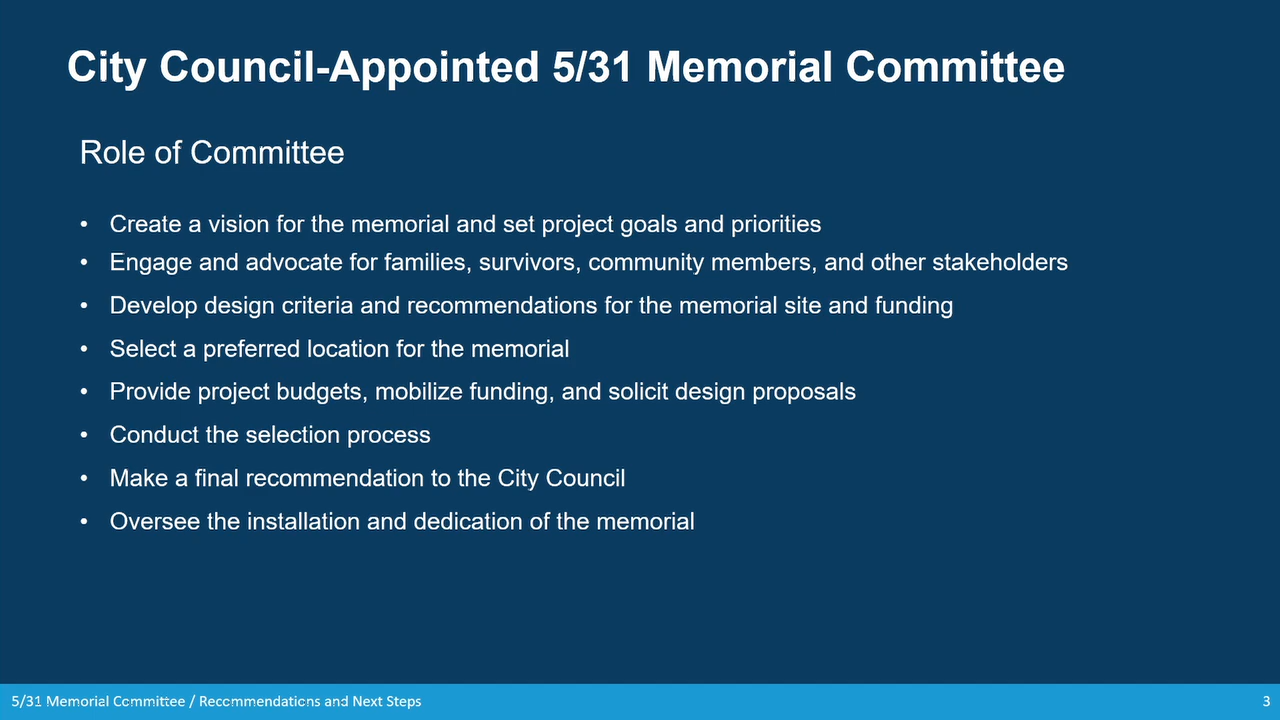 City Council-Appointed 5/31 Memorial Committee
Role of Committee
• Create a vision for the memorial and set project goals and priorities
• Engage and advocate for families, survivors, community members, and other stakeholders
• Develop design criteria and recommendations for the memorial site and funding
• Select a preferred location for the memorial
• Provide project budgets, mobilize funding, and solicit design proposals
• Conduct the selection process
• Make a final recommendation to the City Council
• Oversee the installation and dedication of the memorial
5/31 Memorial Committee / Recommendations and Next Steps
3